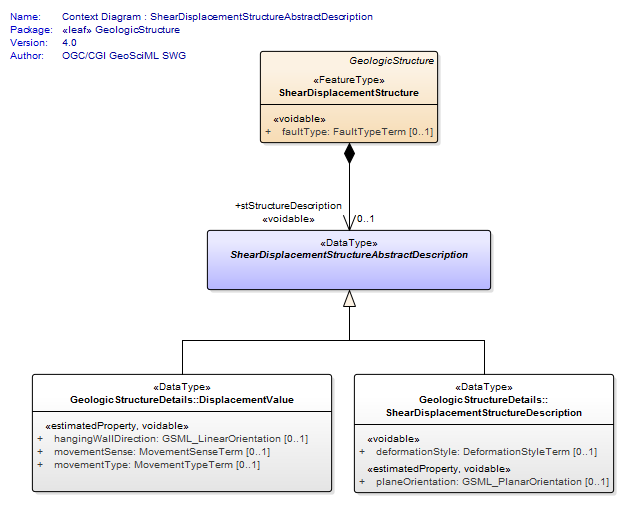 Name: Context Diagram : ShearDisplacementStructureAbstractDescription
Package: «leaf» GeologicStructure
Version: 4.0
Author: OGC/CGI GeoSciML SWG
GeologicStructure
«FeatureType»
ShearDisplacementStructure
«voidable»
+ faultType: FaultTypeTerm [0..1]
+stStructureDescription
«voidable» 0..1
«DataType»
ShearDisplacementStructureAbstractDescription
«DataType»
GeologicStructureDetails::DisplacementValue
«estimatedProperty, voidable»
+ hangingWallDirection: GSML_LinearOrientation [0..1]
+ movementSense: MovementSenseTerm [0..1]
+ movementType: MovementTypeTerm [0..1]
«DataType»
GeologicStructureDetails::
ShearDisplacementStructureDescription
«voidable»
+ deformationStyle: DeformationStyleTerm [0..1]
«estimatedProperty, voidable»
+ planeOrientation: GSML_PlanarOrientation [0..1]